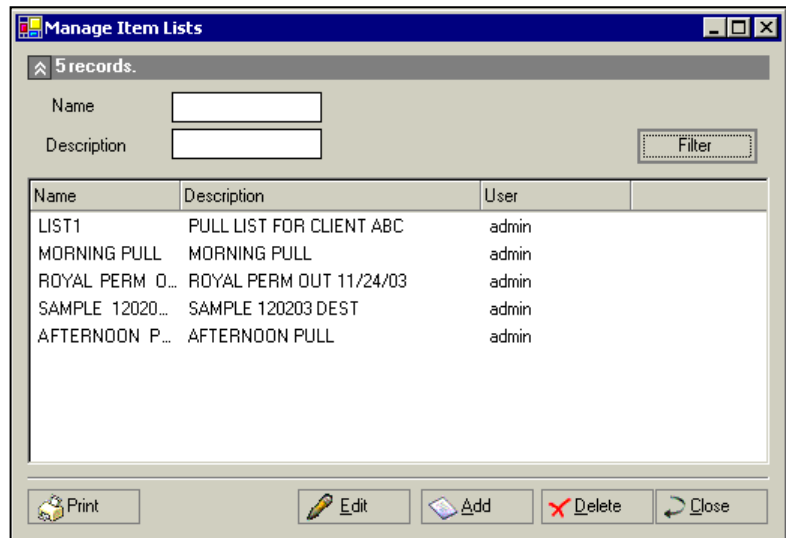 Manage Item Lists
5 records.
Name
Description
Filter
Name Description User
LIST1 PULL LIST FOR CLIENT ABC admin
MORNING PULL MORNING PULL admin
ROYAL PERM O... ROYAL PERM OUT 11/24/03 admin
SAMPLE 12020... SAMPLE 120203 DEST admin
AFTERNOON P... AFTERNOON PULL admin
Print Edit Add Delete Close